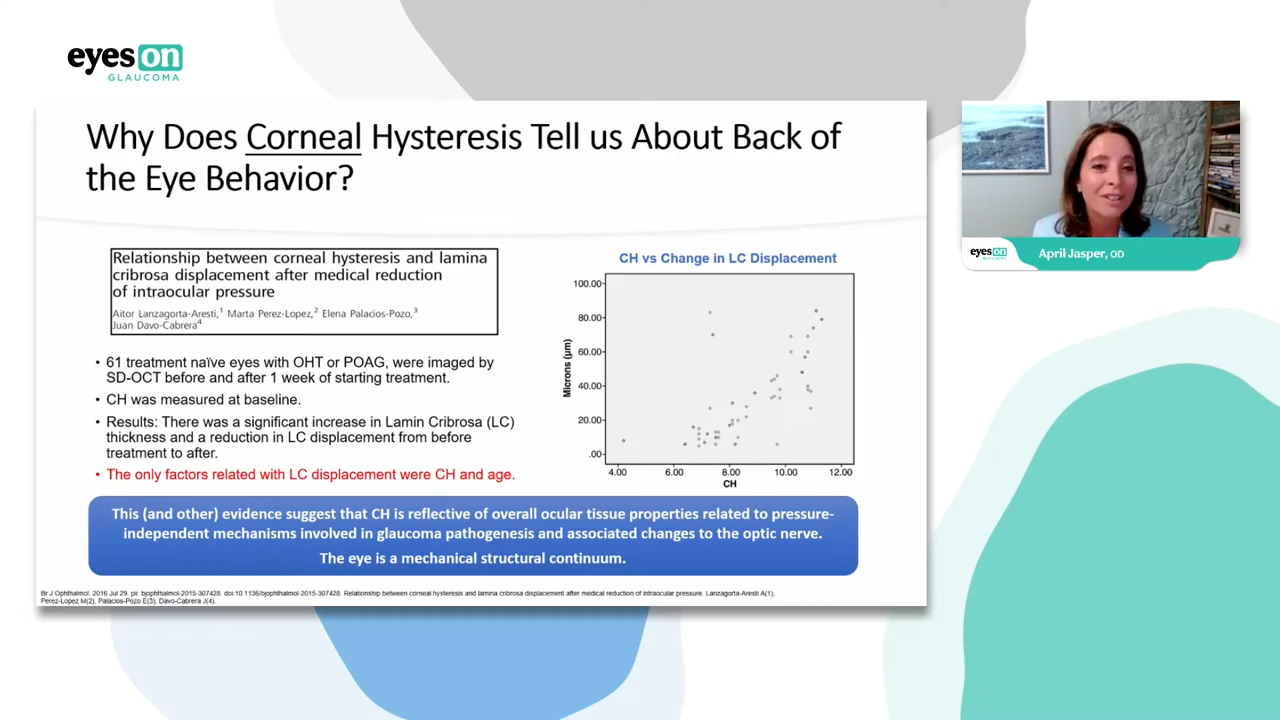 eyes on
GLAUCOMA
Why Does Corneal Hysteresis Tell us About Back of
the Eye Behavior?
Relationship between corneal hysteresis and lamina
cribrosa displacement after medical reduction
of intraocular pressure
Aitor Lanzagorta-Aresti,1 Marta Perez-Lopez,2 Elena Palacios-Pozo,3
Juan Davo-Cabrera4
• 61 treatment naïve eyes with OHT or POAG, were imaged by
SD-OCT before and after 1 week of starting treatment.
• CH was measured at baseline.
• Results: There was a significant increase in Lamin Cribrosa (LC)
thickness and a reduction in LC displacement from before
treatment to after.
• The only factors related with LC displacement were CH and age.
CH vs Change in LC Displacement
Microns (µm)
100.00
80.00
60.00
40.00
20.00
.00
4.00 6.00 8.00 10.00 12.00
CH
This (and other) evidence suggest that CH is reflective of overall ocular tissue properties related to pressure-
independent mechanisms involved in glaucoma pathogenesis and associated changes to the optic nerve.
The eye is a mechanical structural continuum.
Br J Ophthalmol. 2016 Jul 29. pii: bjophthalmol-2015-307428. doi:10.1136/bjophthalmol-2015-307428. Relationship between corneal hysteresis and lamina cribrosa displacement after medical reduction of intraocular pressure. Lanzagorta-Aresti A(1),
Perez-Lopez M(2), Palacios-Pozo E(3), Davo-Cabrera J(4).
eyes on
April Jasper, OD